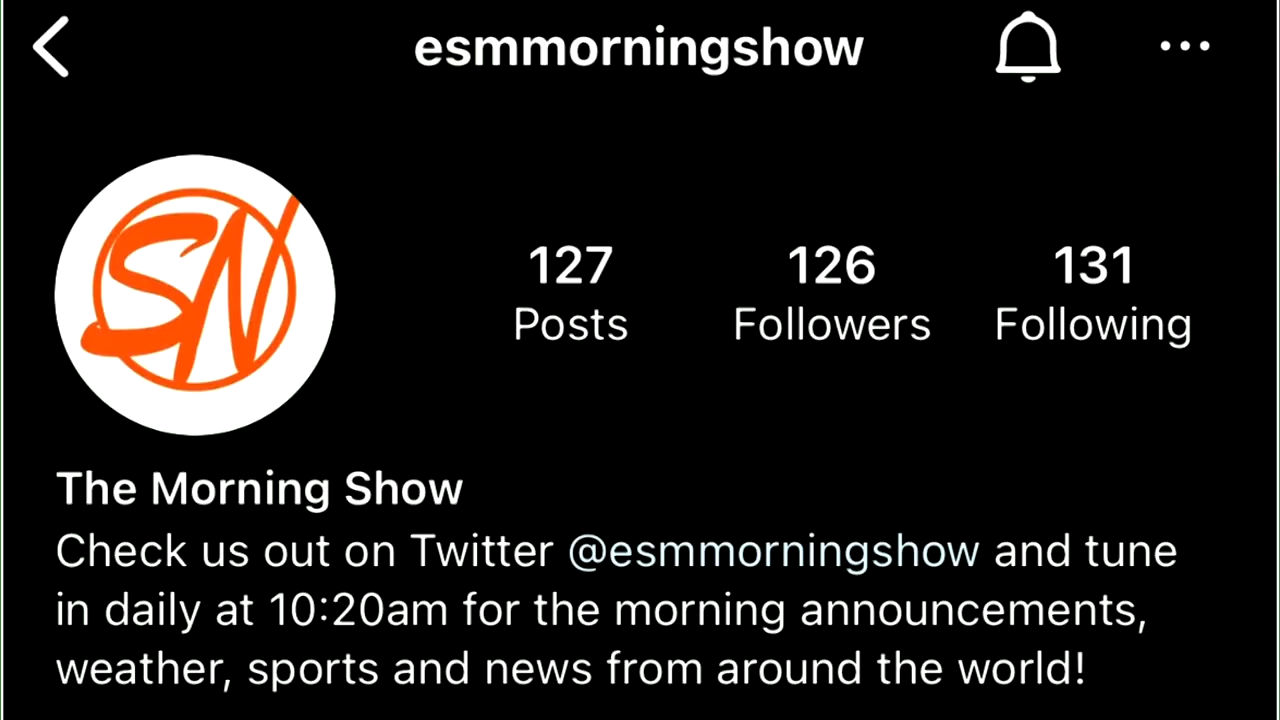 esmmorningshow
SN
127 126 131
Posts Followers Following
The Morning Show
Check us out on Twitter @esmmorningshow and tune
in daily at 10:20am for the morning announcements,
weather, sports and news from around the world!